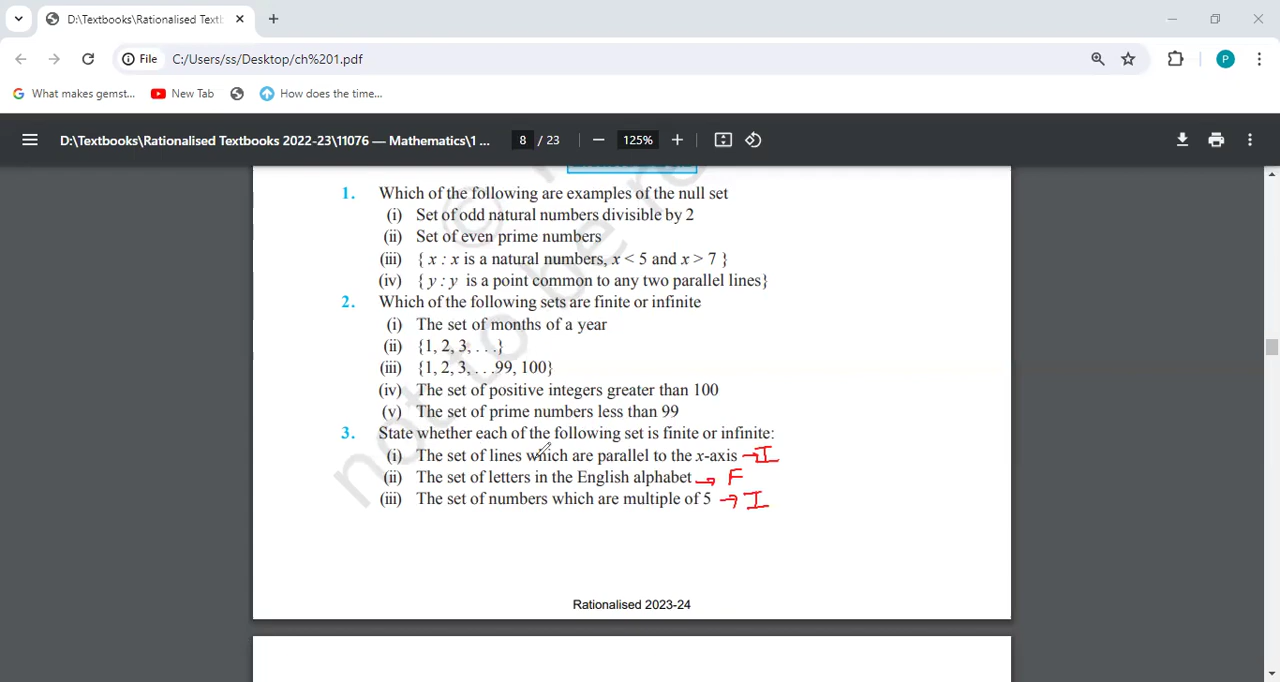 D:\Textbooks\Rationalised Textb
File C:/Users/ss/Desktop/ch%201.pdf
P
What makes gemst... New Tab How does the time...
D:\Textbooks\Rationalised Textbooks 2022-23\11076 — Mathematics\1 ... 8 / 23 125%
1. Which of the following are examples of the null set
(i) Set of odd natural numbers divisible by 2
(ii) Set of even prime numbers
(iii) { x : x is a natural numbers, x < 5 and x > 7 }
(iv) { y : y is a point common to any two parallel lines}
2. Which of the following sets are finite or infinite
(i) The set of months of a year
(ii) {1, 2, 3, . . .}
(iii) {1, 2, 3, . . .99, 100}
(iv) The set of positive integers greater than 100
(v) The set of prime numbers less than 99
3. State whether each of the following set is finite or infinite:
(i) The set of lines which are parallel to the x-axis → I
(ii) The set of letters in the English alphabet → F
(iii) The set of numbers which are multiple of 5 → I
not to be r
©
Rationalised 2023-24